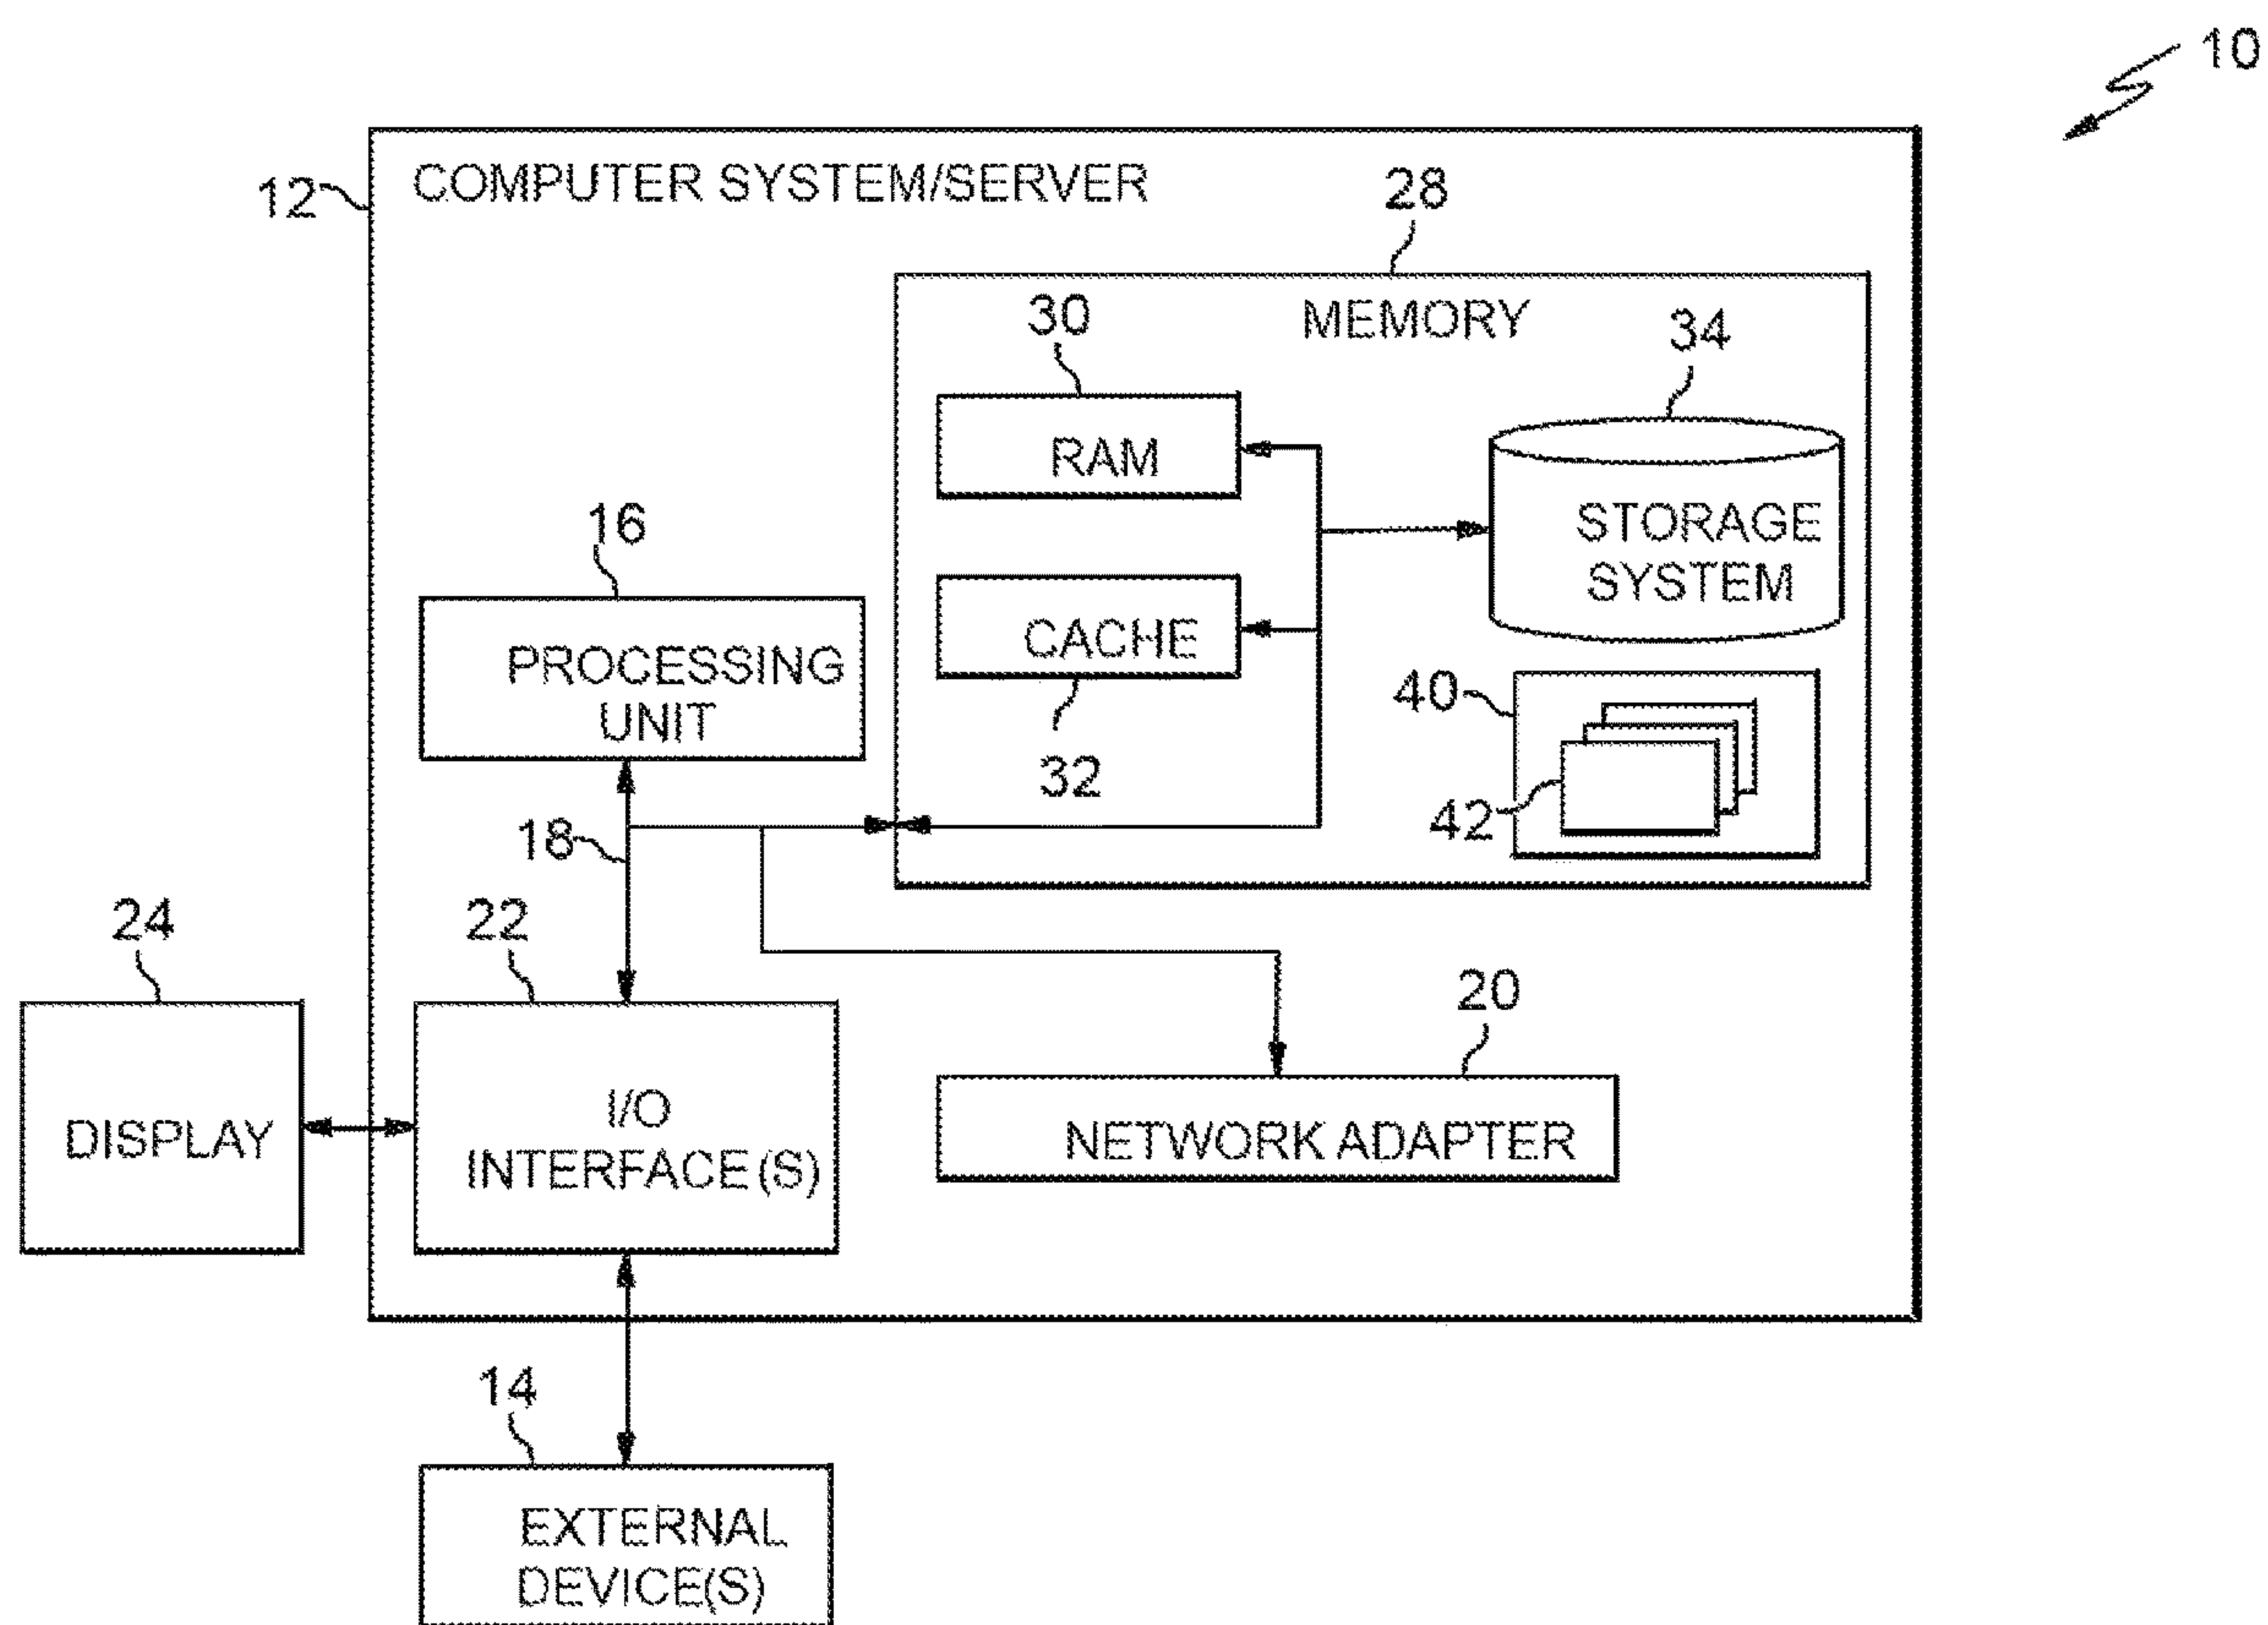 10
12
COMPUTER SYSTEM/SERVER
28
MEMORY
30
RAM
34
STORAGE
SYSTEM
16
PROCESSING
UNIT
CACHE
32
40
42
18
24
22
20
DISPLAY
I/O
INTERFACE(S)
NETWORK ADAPTER
14
EXTERNAL
DEVICE(S)